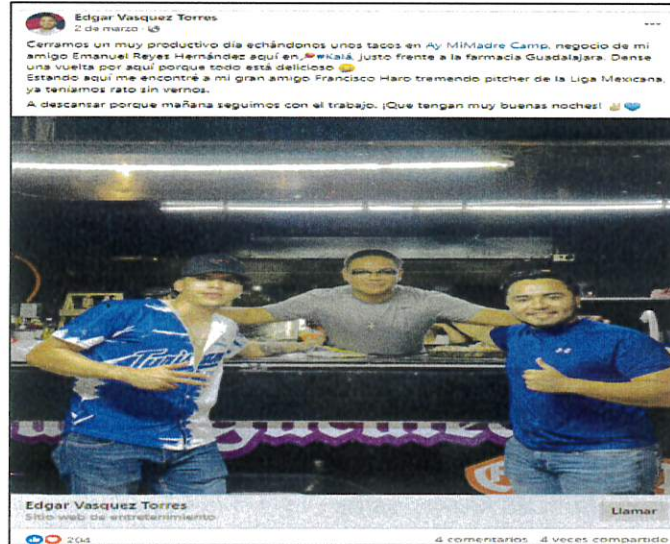 Edgar Vasquez Torres
2 de marzo
Cerramos un muy productivo día echándonos unos tacos en Ay MiMadre Camp, negocio de mi
amigo Emanuel Reyes Hernández aquí en #Kalá, justo frente a la farmacia Guadalajara. Dense
una vuelta por aquí porque todo está delicioso
Estando aquí me encontré a mi gran amigo Francisco Haro tremendo pitcher de la Liga Mexicana,
ya teníamos rato sin vernos.
A descansar porque mañana seguimos con el trabajo. ¡Que tengan muy buenas noches!
Edgar Vasquez Torres
Sitio web de entretenimiento
Llamar
204
4 comentarios 4 veces compartido